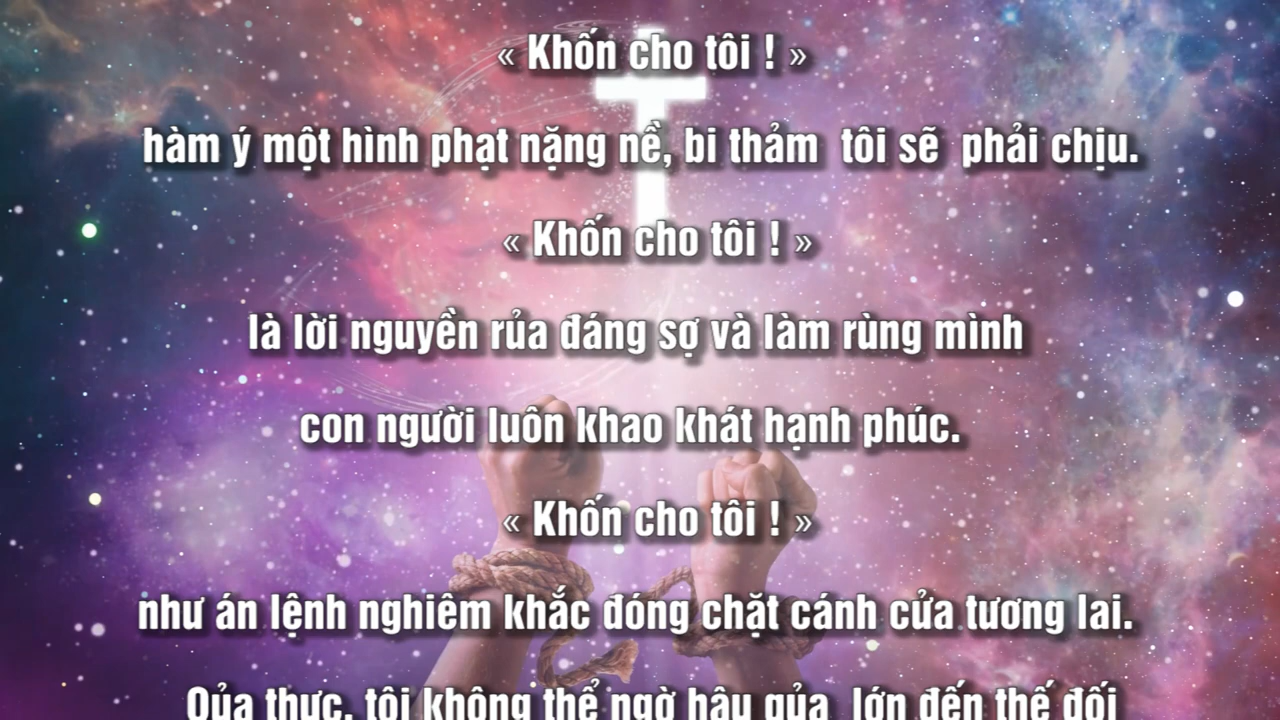 « Khốn cho tôi ! »
hàm ý một hình phạt nặng nề, bi thảm tôi sẽ phải chịu.
« Khốn cho tôi ! »
là lời nguyền rủa đáng sợ và làm rùng mình
con người luôn khao khát hạnh phúc.
« Khốn cho tôi ! »
như án lệnh nghiêm khắc đóng chặt cánh cửa tương lai.
Qủa thực, tôi không thể ngờ hậu qủa lớn đến thế đối